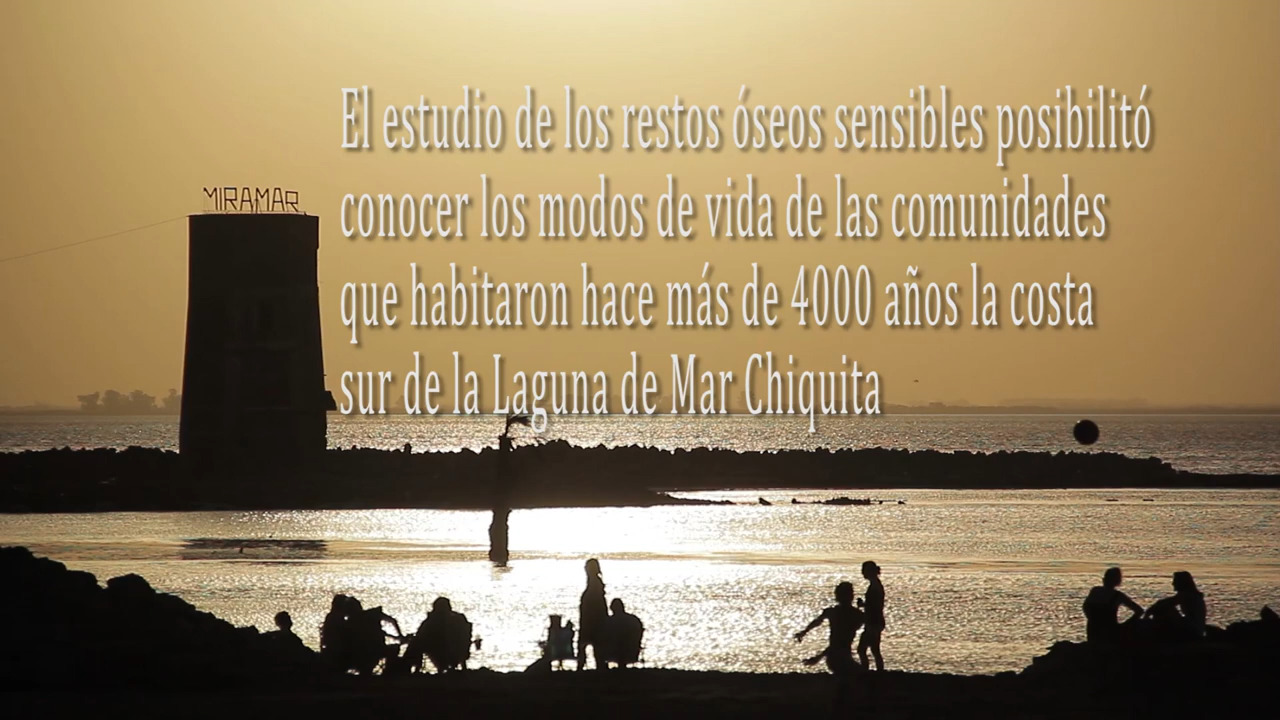 El estudio de los restos óseos sensibles posibilitó
conocer los modos de vida de las comunidades
que habitaron hace más de 4000 años la costa
sur de la Laguna de Mar Chiquita
MIRAMAR